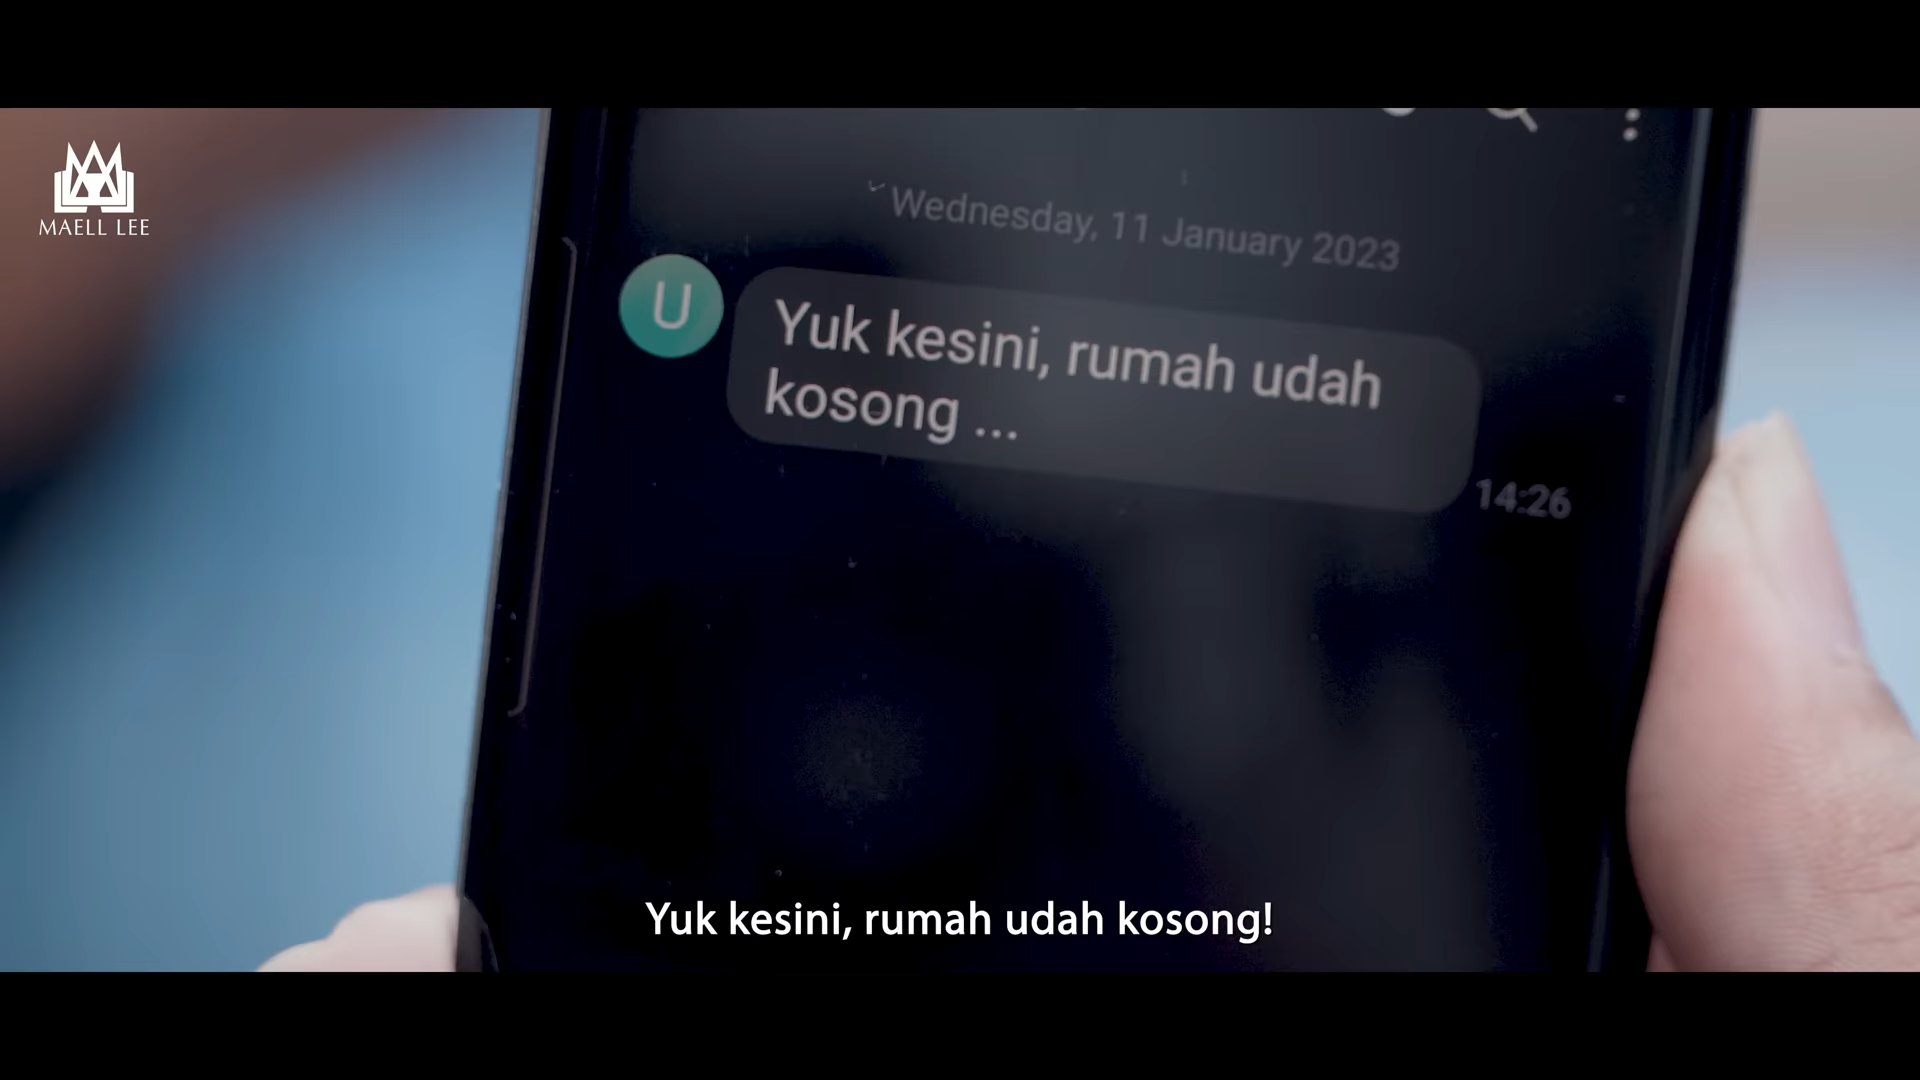 MAELL LEE
Wednesday, 11 January 2023
U
Yuk kesini, rumah udah
kosong ...
14:26
Yuk kesini, rumah udah kosong!